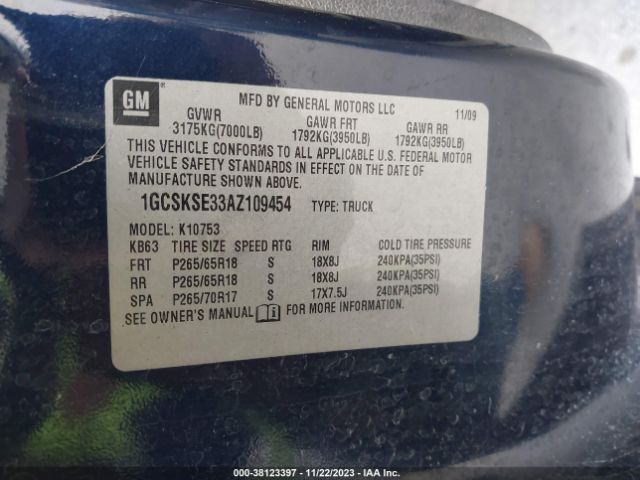 GM ®
MFD BY GENERAL MOTORS LLC 11/09
GVWR GAWR FRT GAWR RR
3175KG(7000LB) 1792KG(3950LB) 1792KG(3950LB)
THIS VEHICLE CONFORMS TO ALL APPLICABLE U.S. FEDERAL MOTOR
VEHICLE SAFETY STANDARDS IN EFFECT ON THE DATE OF
MANUFACTURE SHOWN ABOVE.
1GCSKSE33AZ109454 TYPE: TRUCK
MODEL: K10753
KB63 TIRE SIZE SPEED RTG RIM COLD TIRE PRESSURE
FRT P265/65R18 S 18X8J 240KPA(35PSI)
RR P265/65R18 S 18X8J 240KPA(35PSI)
SPA P265/70R17 S 17X7.5J 240KPA(35PSI)
SEE OWNER'S MANUAL i FOR MORE INFORMATION.
000-38123397 - 11/22/2023 - IAA Inc.